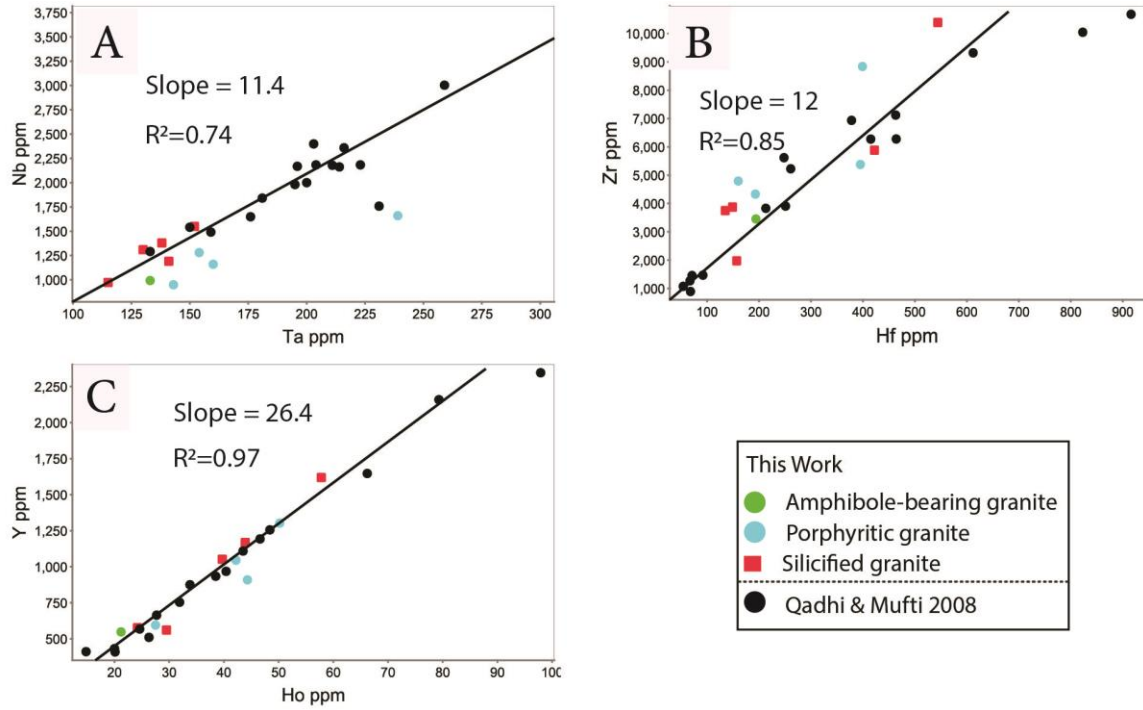 A
Slope = 11.4
R²=0.74
3,750
3,500
3,250
3,000
2,750
2,500
2,250
2,000
1,750
1,500
1,250
1,000
Nb ppm
100 125 150 175 200 225 250 275 300
Ta ppm
B
Slope = 12
R²=0.85
10,000
9,000
8,000
7,000
6,000
5,000
4,000
3,000
2,000
1,000
Zr ppm
100 200 300 400 500 600 700 800 900
Hf ppm
C
Slope = 26.4
R²=0.97
2,250
2,000
1,750
1,500
1,250
1,000
750
500
Y ppm
20 30 40 50 60 70 80 90 100
Ho ppm
This Work
Amphibole-bearing granite
Porphyritic granite
Silicified granite
Qadhi & Mufti 2008